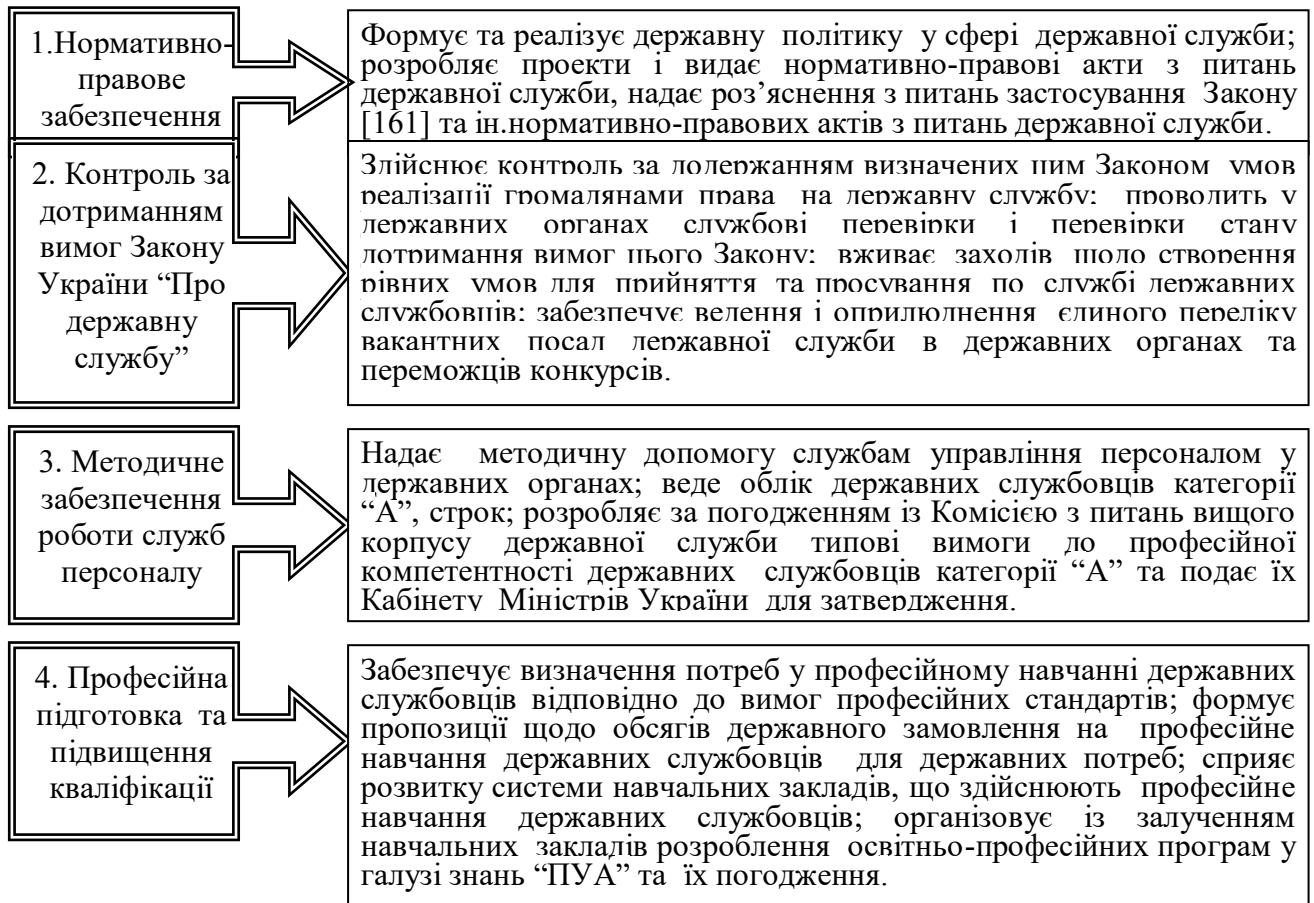 1.Нормативно-
правове
забезпечення
Формує та реалізує державну політику у сфері державної служби;
розробляє проекти і видає нормативно-правові акти з питань
державної служби, надає роз’яснення з питань застосування Закону
[161] та ін.нормативно-правових актів з питань державної служби.
2. Контроль за
дотриманням
вимог Закону
України “Про
державну
службу”
Здійснює контроль за додержанням визначених цим Законом умов
реалізації громадянами права на державну службу; проводить у
державних органах службові перевірки і перевірки стану
дотримання вимог цього Закону; вживає заходів щодо створення
рівних умов для прийняття та просування по службі державних
службовців; забезпечує ведення і оприлюднення єдиного переліку
вакантних посад державної служби в державних органах та
переможців конкурсів.
3. Методичне
забезпечення
роботи служб
персоналу
Надає методичну допомогу службам управління персоналом у
державних органах; веде облік державних службовців категорії
“А”, строк; розробляє за погодженням із Комісією з питань вищого
корпусу державної служби типові вимоги до професійної
компетентності державних службовців категорії “А” та подає їх
Кабінету Міністрів України для затвердження.
4. Професійна
підготовка та
підвищення
кваліфікації
Забезпечує визначення потреб у професійному навчанні державних
службовців відповідно до вимог професійних стандартів; формує
пропозиції щодо обсягів державного замовлення на професійне
навчання державних службовців для державних потреб; сприяє
розвитку системи навчальних закладів, що здійснюють професійне
навчання державних службовців; організовує із залученням
навчальних закладів розроблення освітньо-професійних програм у
галузі знань “ПУА” та їх погодження.